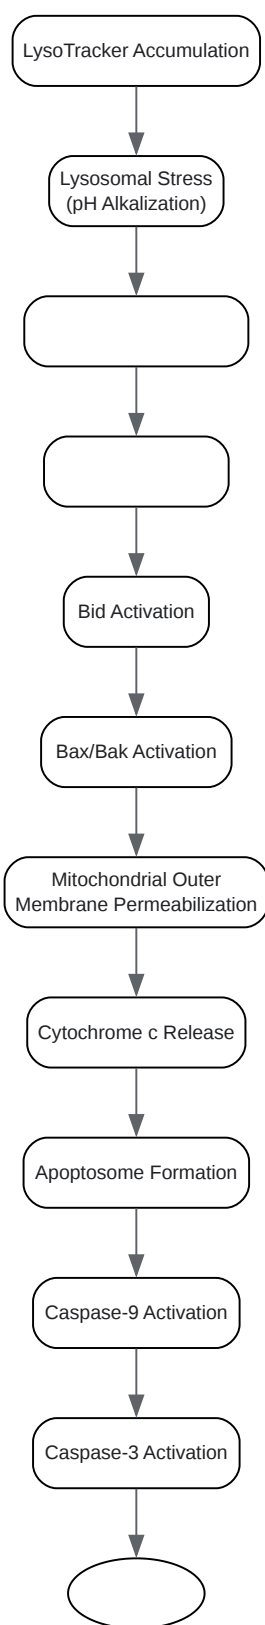 LysoTracker Accumulation
Lysosomal Stress
(pH Alkalization)
Bid Activation
Bax/Bak Activation
Mitochondrial Outer
Membrane Permeabilization
Cytochrome c Release
Apoptosome Formation
Caspase-9 Activation
Caspase-3 Activation